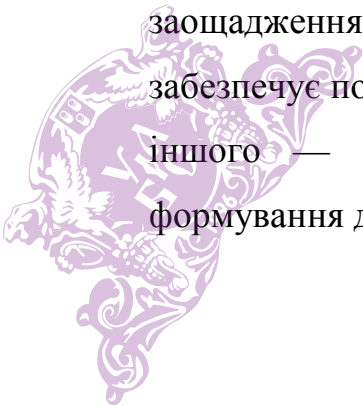 заощадження
забезпечує
іншого —
формування